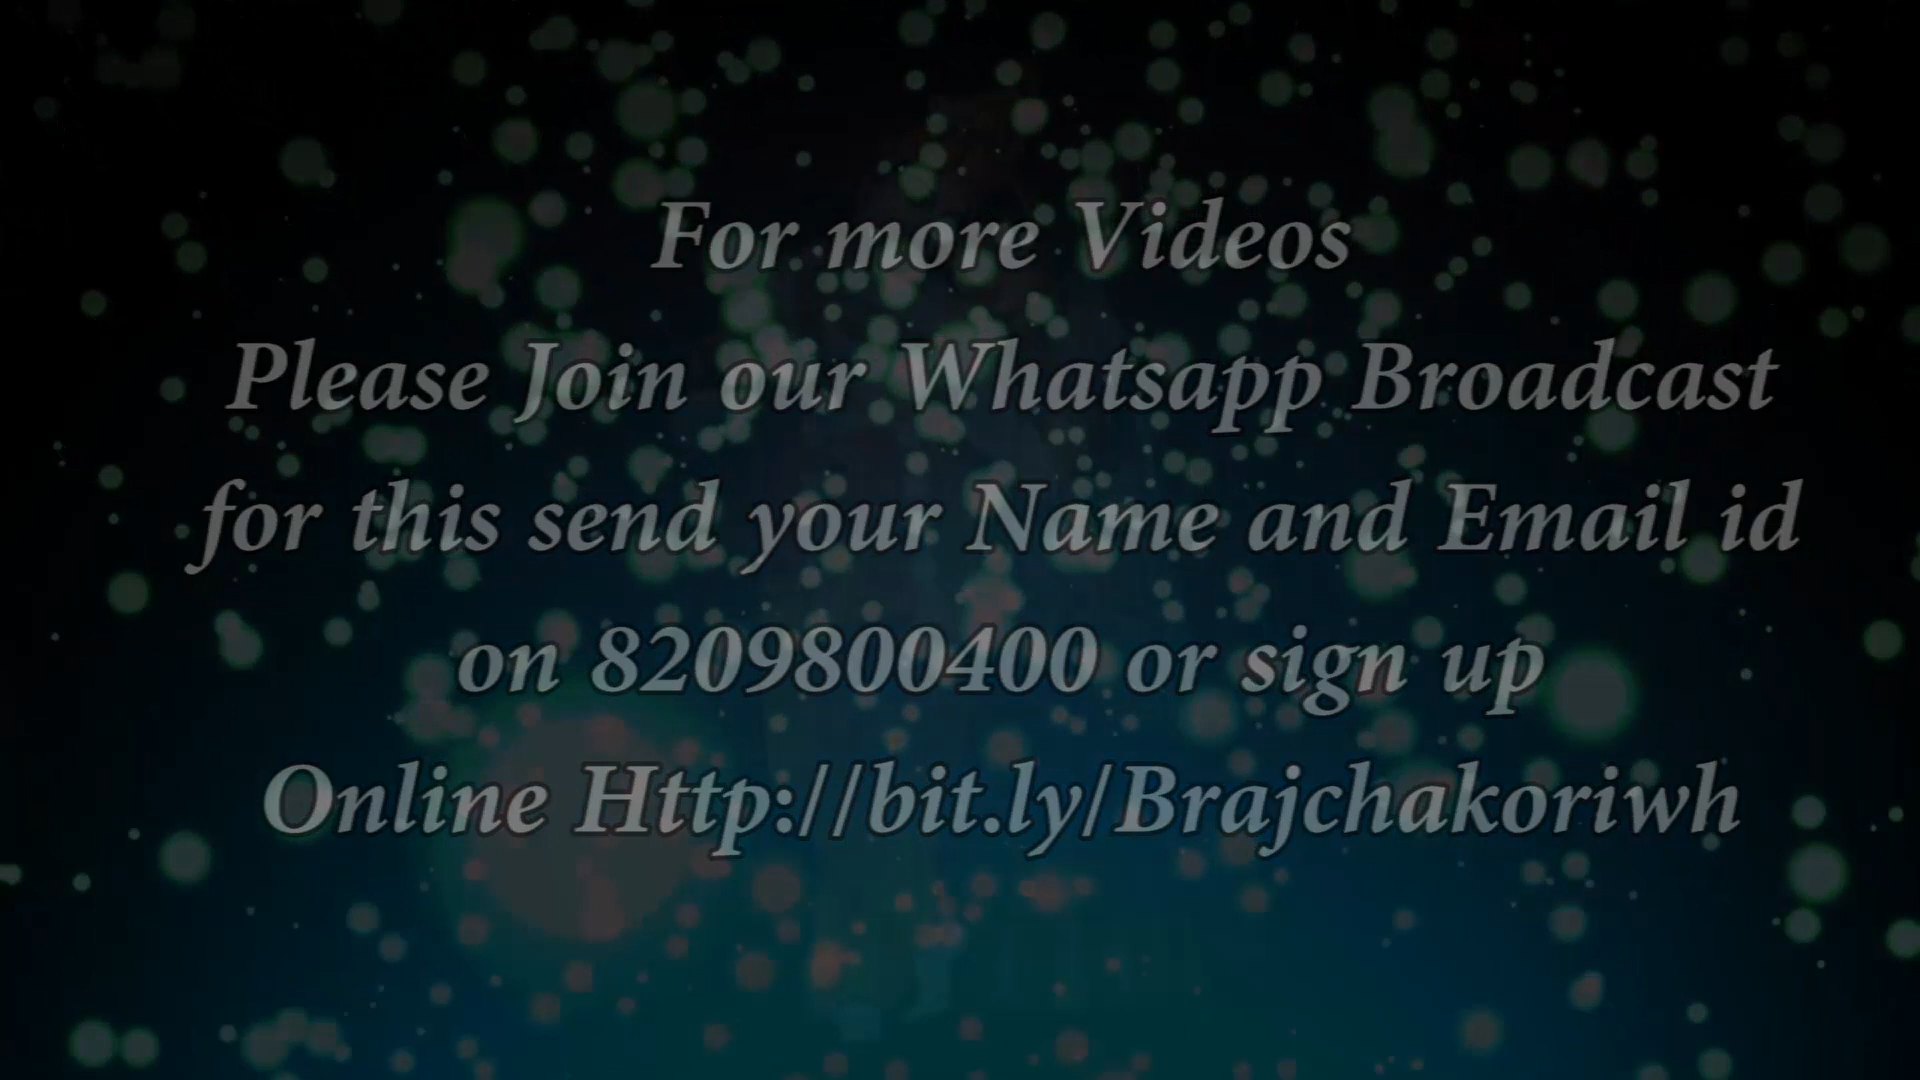 For more Videos
Please Join our Whatsapp Broadcast
for this send your Name and Email id
on 8209800400 or sign up
Online Http://bit.ly/Brajchakoriwh